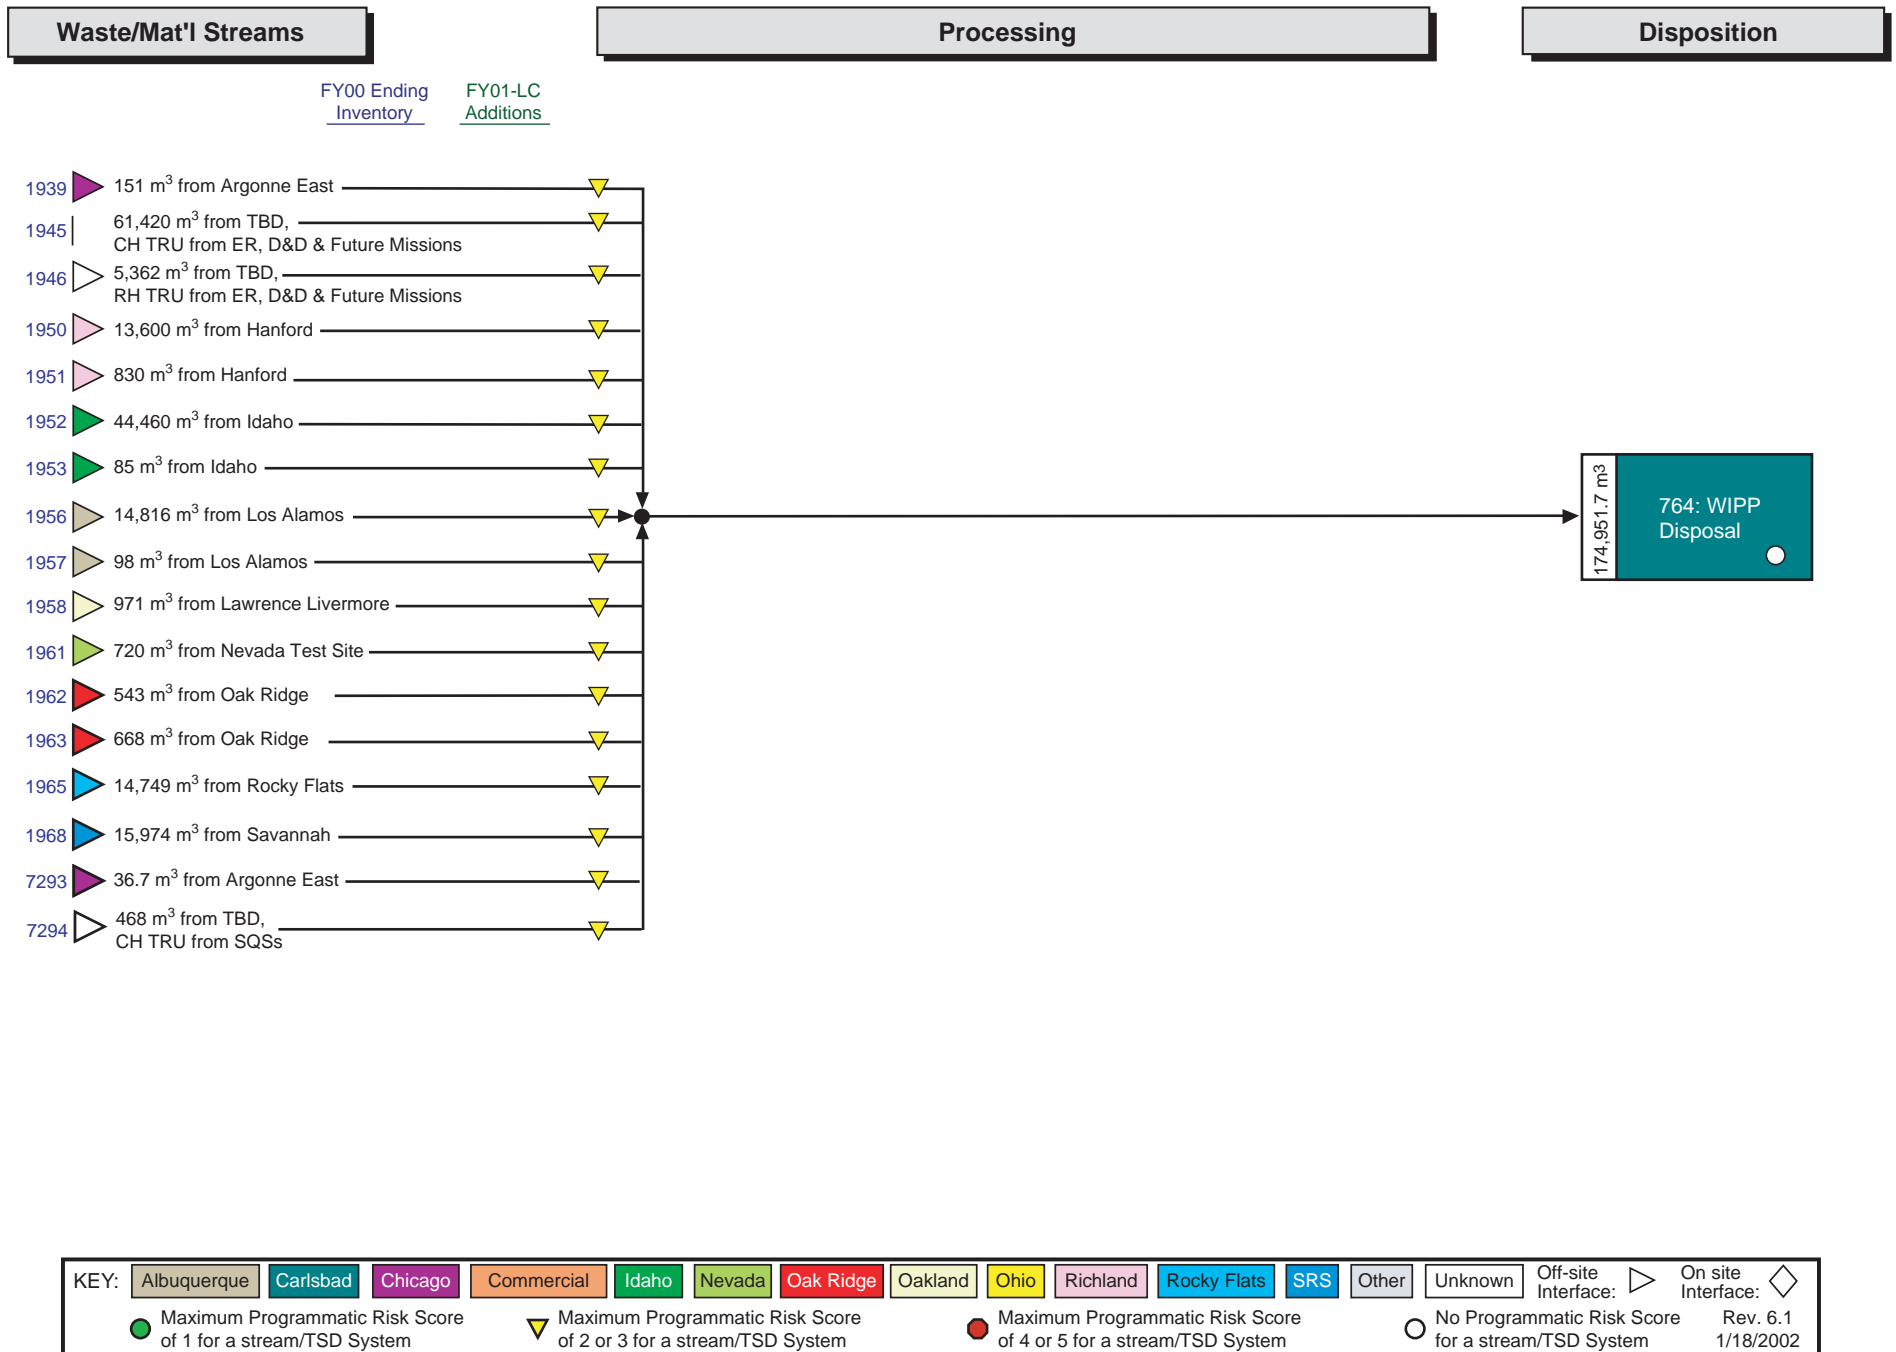 Waste/Mat'l Streams
Processing
Disposition
FY00 Ending
Inventory
FY01-LC
Additions
1939 151 m³ from Argonne East
1945 61,420 m³ from TBD,
CH TRU from ER, D&D & Future Missions
1946 5,362 m³ from TBD,
RH TRU from ER, D&D & Future Missions
1950 13,600 m³ from Hanford
1951 830 m³ from Hanford
1952 44,460 m³ from Idaho
1953 85 m³ from Idaho
1956 14,816 m³ from Los Alamos
1957 98 m³ from Los Alamos
1958 971 m³ from Lawrence Livermore
1961 720 m³ from Nevada Test Site
1962 543 m³ from Oak Ridge
1963 668 m³ from Oak Ridge
1965 14,749 m³ from Rocky Flats
1968 15,974 m³ from Savannah
7293 36.7 m³ from Argonne East
7294 468 m³ from TBD,
CH TRU from SQSs
174,951.7 m³
764: WIPP
Disposal
KEY: Albuquerque Carlsbad Chicago Commercial Idaho Nevada Oak Ridge Oakland Ohio Richland Rocky Flats SRS Other Unknown
Off-site
Interface:
On site
Interface:
Maximum Programmatic Risk Score
of 1 for a stream/TSD System
Maximum Programmatic Risk Score
of 2 or 3 for a stream/TSD System
Maximum Programmatic Risk Score
of 4 or 5 for a stream/TSD System
No Programmatic Risk Score
for a stream/TSD System
Rev. 6.1
1/18/2002